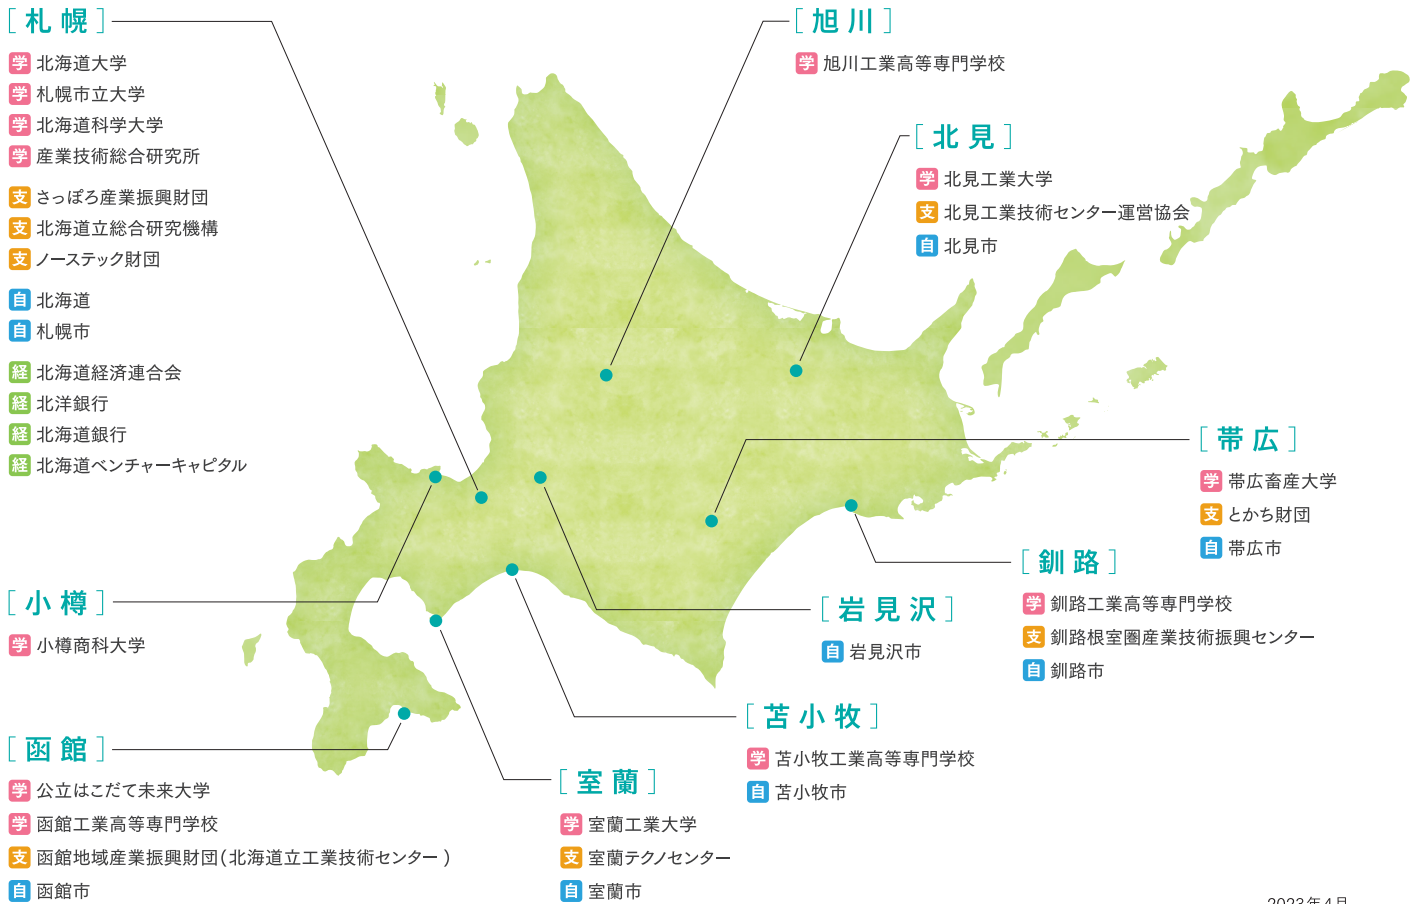 [札幌]
学 北海道大学
学 札幌市立大学
学 北海道科学大学
学 産業技術総合研究所
支 さっぽろ産業振興財団
支 北海道立総合研究機構
支 ノーステック財団
自 北海道
自 札幌市
経 北海道経済連合会
経 北洋銀行
経 北海道銀行
経 北海道ベンチャーキャピタル
[旭川]
学 旭川工業高等専門学校
[北見]
学 北見工業大学
支 北見工業技術センター運営協会
自 北見市
[帯広]
学 帯広畜産大学
支 とかち財団
自 帯広市
[釧路]
学 釧路工業高等専門学校
支 釧路根室圏産業技術振興センター
自 釧路市
[岩見沢]
自 岩見沢市
[小樽]
学 小樽商科大学
[苫小牧]
学 苫小牧工業高等専門学校
自 苫小牧市
[函館]
学 公立はこだて未来大学
学 函館工業高等専門学校
支 函館地域産業振興財団(北海道立工業技術センター)
自 函館市
[室蘭]
学 室蘭工業大学
支 室蘭テクノセンター
自 室蘭市
2023年4月